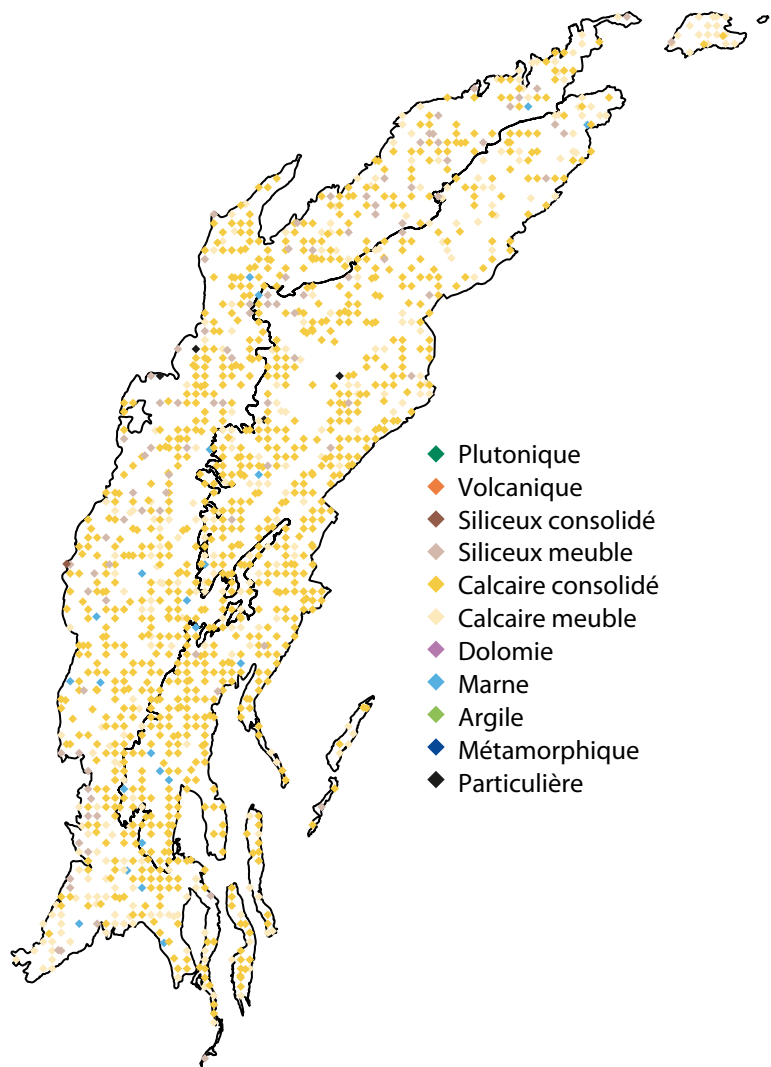 Plutonique
Volcanique
Siliceux consolidé
Siliceux meuble
Calcaire consolidé
Calcaire meuble
Dolomie
Marne
Argile
Métamorphique
Particulière